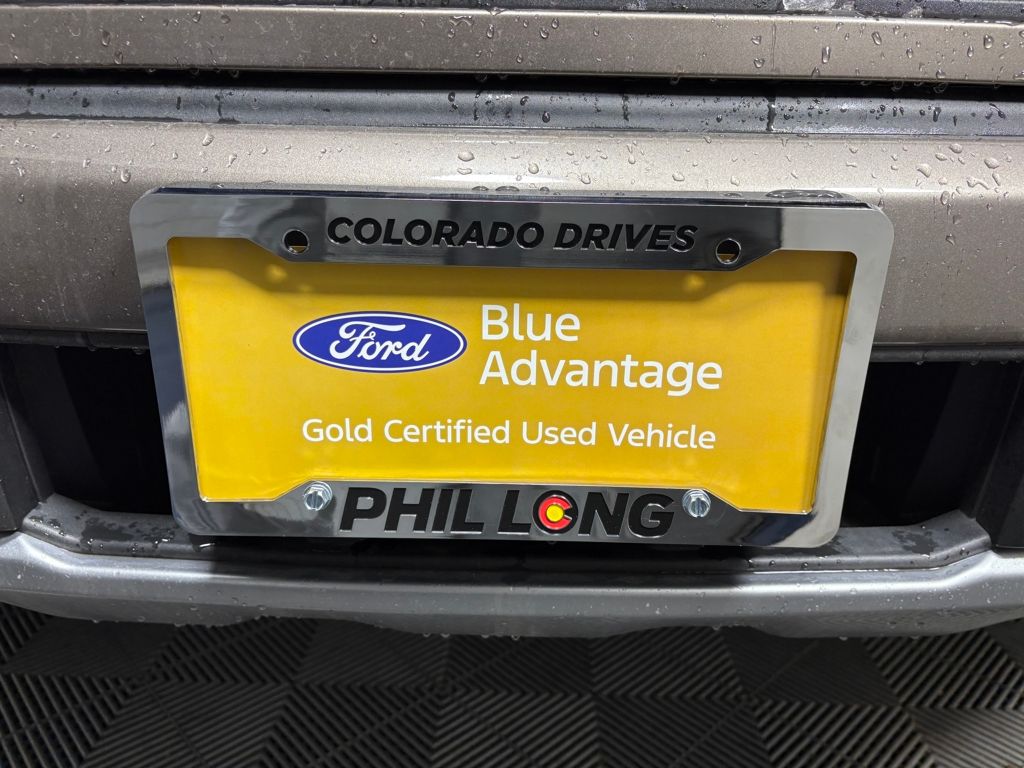 COLORADO DRIVES
Ford
Blue
Advantage
Gold Certified Used Vehicle
PHIL LONG